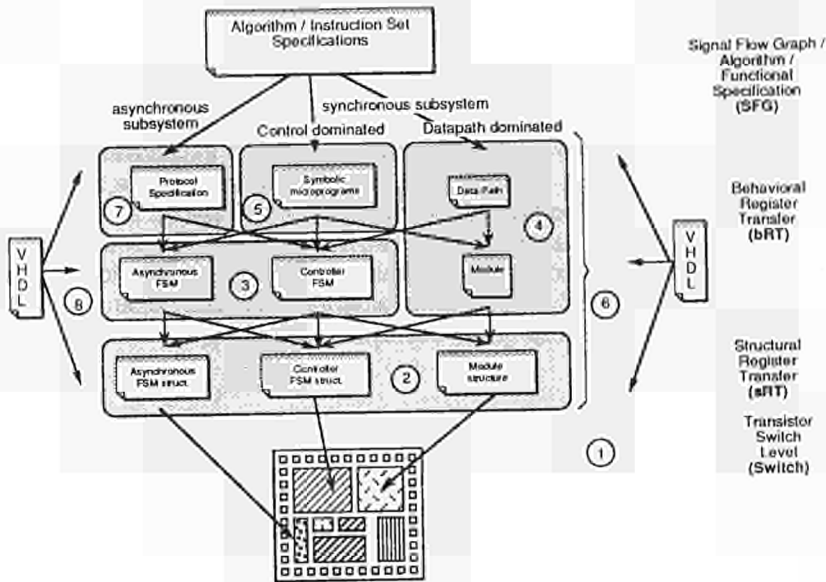 Algorithm / Instruction Set
Specifications
Signal Flow Graph /
Algorithm /
Functional
Specification
(SFG)
asynchronous
subsystem
synchronous subsystem
Control dominated
Datapath dominated
Protocol
Specification
Symbolic
microprograms
Data Path
7
5
4
Behavioral
Register
Transfer
(bRT)
VHDL
VHDL
Asynchronous
FSM
3
Controller
FSM
Module
8
6
Asynchronous
FSM struct.
Controller
FSM struct.
2
Module
structure
Structural
Register
Transfer
(sRT)
1
Transistor
Switch
Level
(Switch)